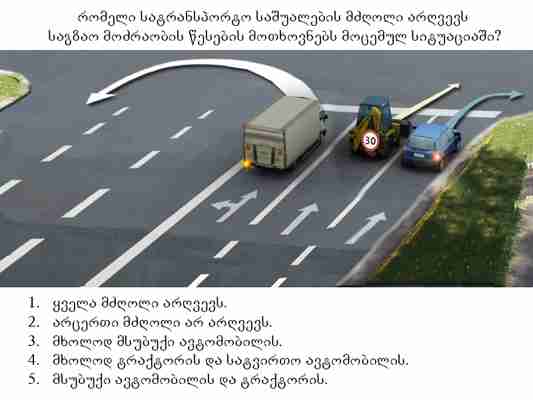 რომელი სატრანსპორტო საშუალების მძღოლი არღვევს
საგზაო მოძრაობის წესების მოთხოვნებს მოცემულ სიტუაციაში?
30
1. ყველა მძღოლი არღვევს.
2. არცერთი მძღოლი არ არღვევს.
3. მხოლოდ მსუბუქი ავტომობილის.
4. მხოლოდ ტრაქტორის და სატვირთო ავტომობილის.
5. მსუბუქი ავტომობილის და ტრაქტორის.